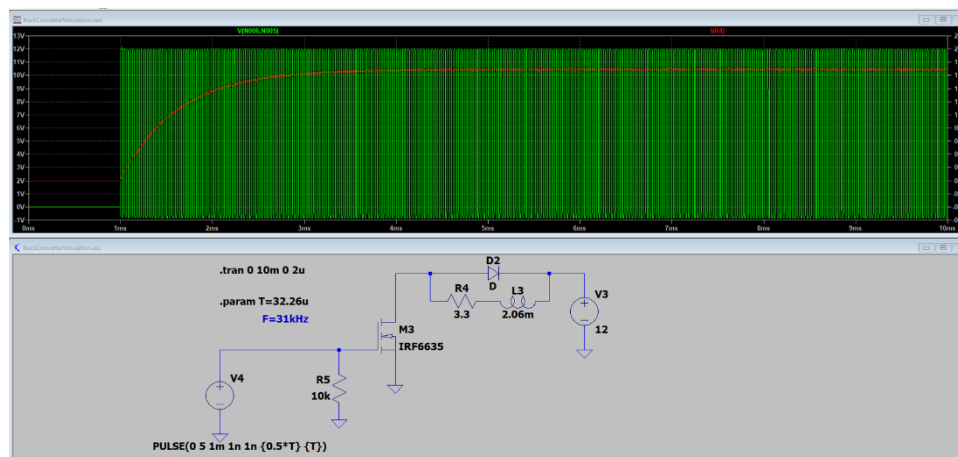 BuckConverterSimulation.raw
V(N006,N005)
I(R4)
13V
12V
11V
10V
9V
8V
7V
6V
5V
4V
3V
2V
1V
0V
-1V
0ms 1ms 2ms 3ms 4ms 5ms 6ms 7ms 8ms 9ms 10ms
BuckConverterSimulation.asc
.tran 0 10m 0 2u
.param T=32.26u
F=31kHz
D2
D
R4
3.3
L3
2.06m
V3
12
M3
IRF6635
V4
R5
10k
PULSE(0 5 1m 1n 1n {0.5*T} {T})